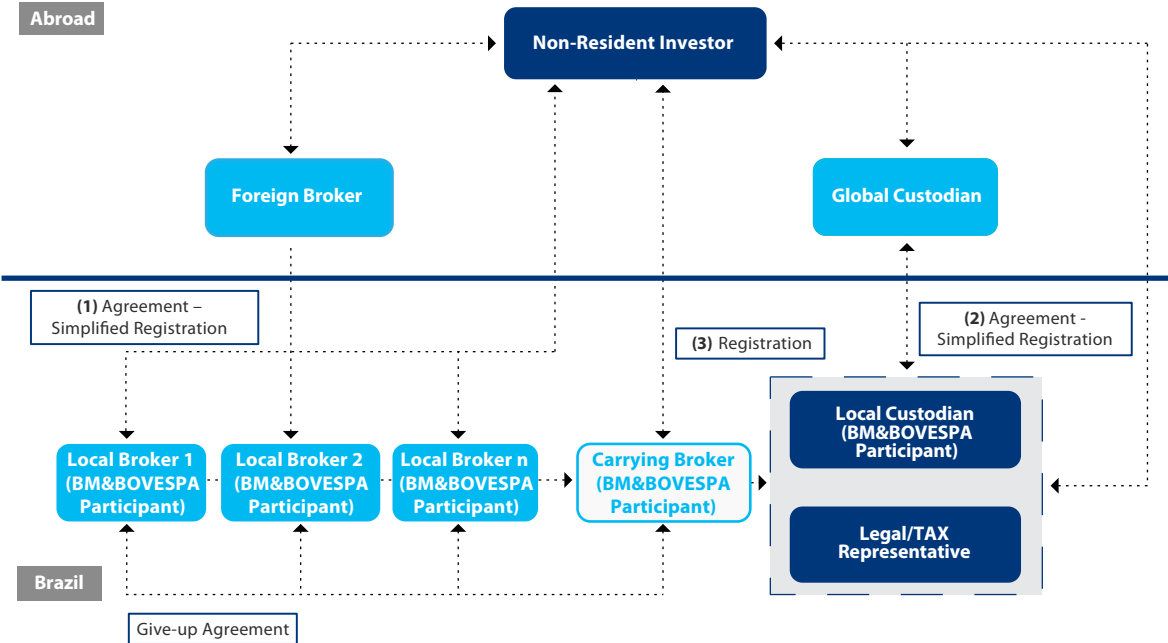 Abroad
Non-Resident Investor
Foreign Broker
Global Custodian
(1) Agreement –
Simplified Registration
(3) Registration
(2) Agreement -
Simplified Registration
Local Broker 1
(BM&BOVESPA
Participant)
Local Broker 2
(BM&BOVESPA
Participant)
Local Broker n
(BM&BOVESPA
Participant)
Carrying Broker
(BM&BOVESPA
Participant)
Local Custodian
(BM&BOVESPA
Participant)
Legal/TAX
Representative
Brazil
Give-up Agreement